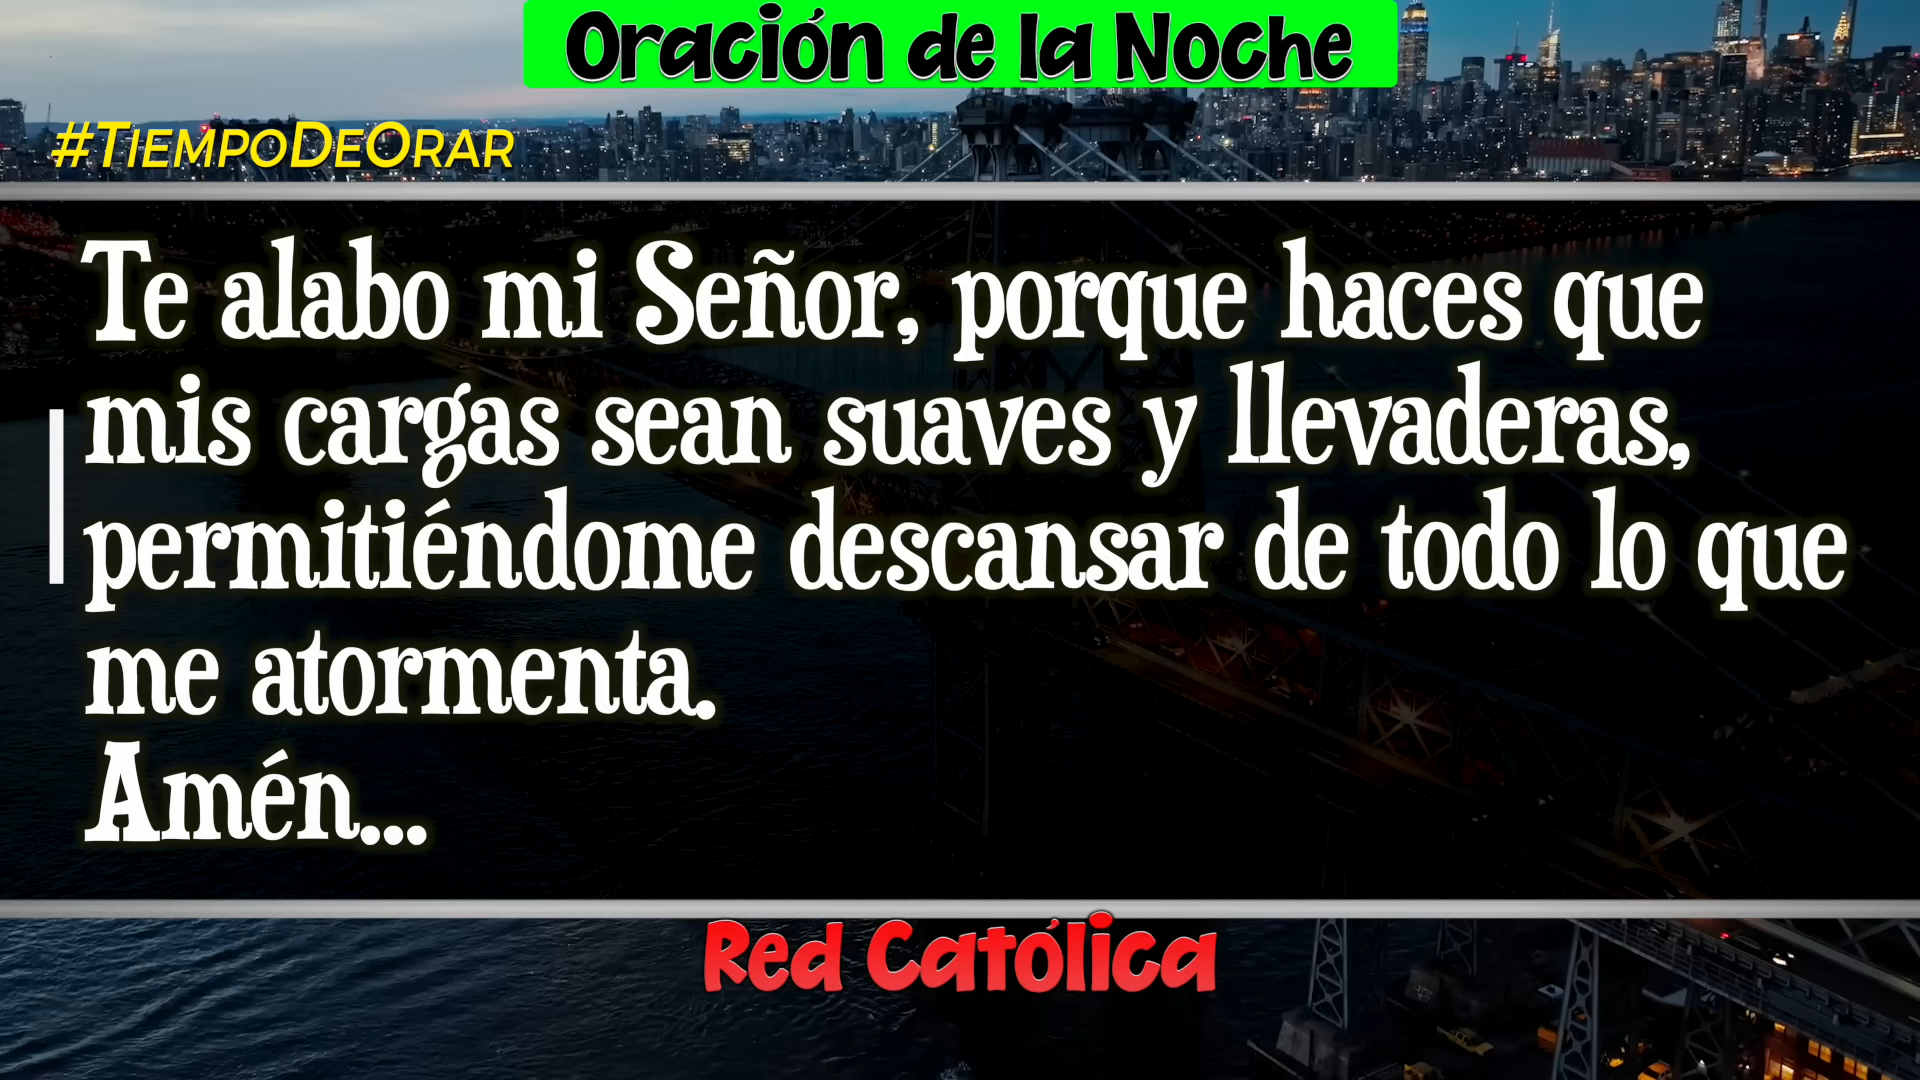 Oración de la Noche
#TiempoDeOrar
Te alabo mi Señor, porque haces que
mis cargas sean suaves y llevaderas,
permitiéndome descansar de todo lo que
me atormenta.
Amén...
Red Católica